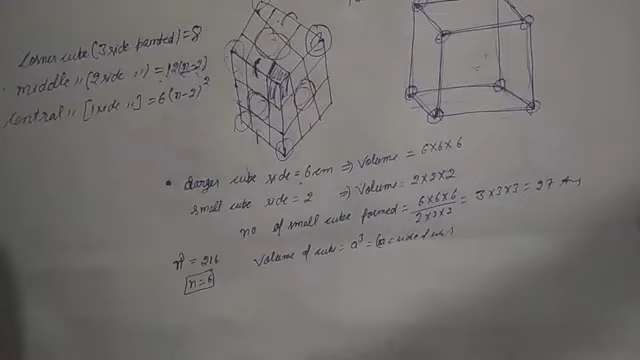 Corner cube (3 side painted) = 8
middle " (2 side ") = 12(n-2)
Central " [1 side "] = 6(n-2)²
• Larger cube side = 6 cm ⇒ Volume = 6×6×6
small cube side = 2 ⇒ Volume = 2×2×2
no of small cube formed = 6×6×6 / 2×2×2 = 3×3×3 = 27 Ans
n³ = 216
n = 6
Volume of cube = a³ = (a = side of cube)